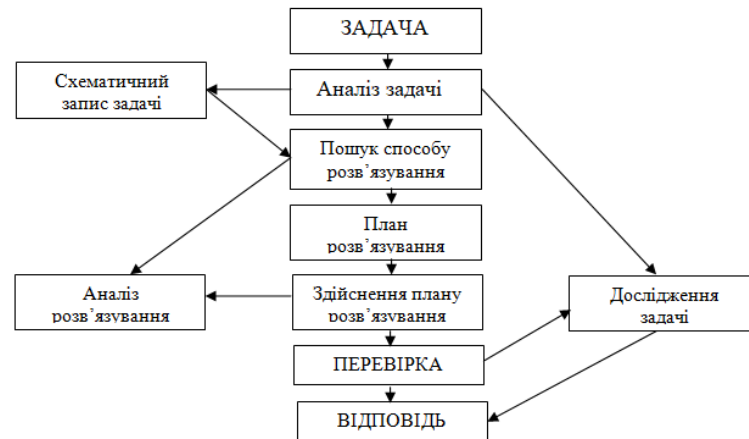 ЗАДАЧА
Схематичний
запис задачі
Аналіз задачі
Пошук способу
розв’язування
План
розв’язування
Аналіз
розв’язування
Здійснення плану
розв’язування
Дослідження
задачі
ПЕРЕВІРКА
ВІДПОВІДЬ